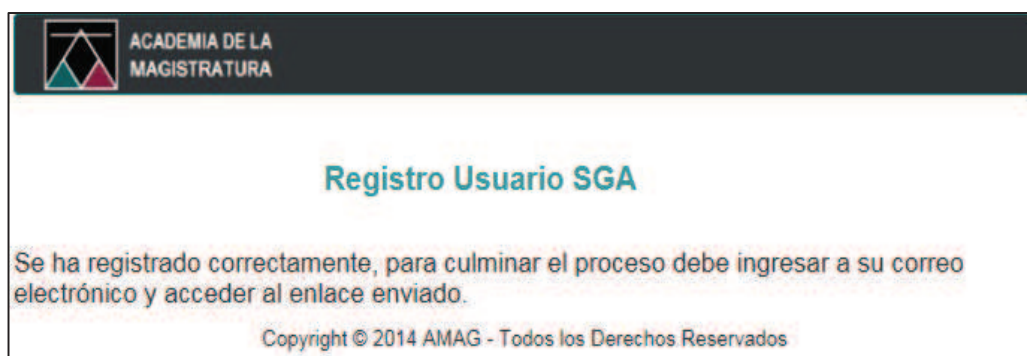 ACADEMIA DE LA
MAGISTRATURA
Registro Usuario SGA
Se ha registrado correctamente, para culminar el proceso debe ingresar a su correo
electrónico y acceder al enlace enviado.
Copyright © 2014 AMAG - Todos los Derechos Reservados